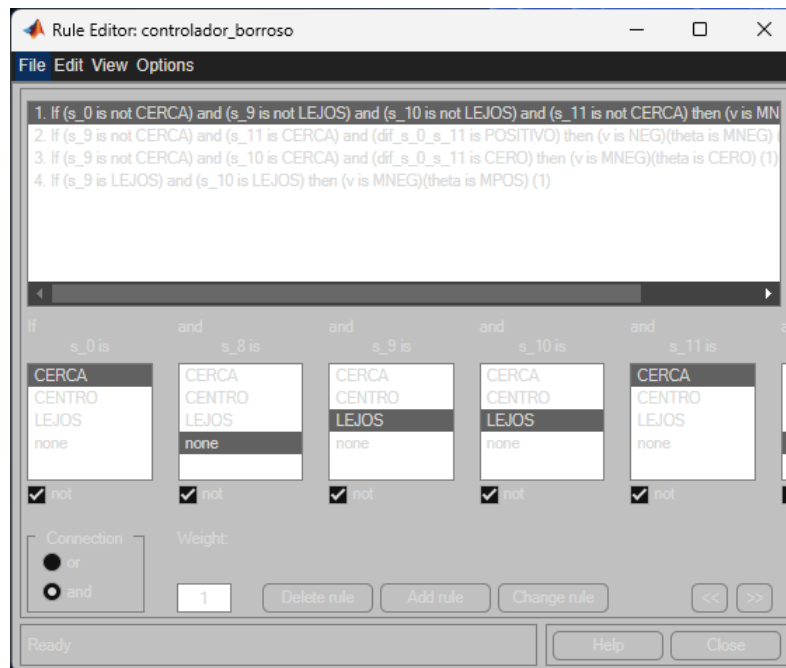 Rule Editor: controlador_borroso
File Edit View Options
1. If (s_0 is not CERCA) and (s_9 is not LEJOS) and (s_10 is not LEJOS) and (s_11 is not CERCA) then (v is MN
2. If (s_9 is not CERCA) and (s_11 is CERCA) and (dif_s_0_s_11 is POSITIVO) then (v is NEG)(theta is MNEG) (
3. If (s_9 is not CERCA) and (s_10 is CERCA) and (dif_s_0_s_11 is CERO) then (v is MNEG)(theta is CERO) (1)
4. If (s_9 is LEJOS) and (s_10 is LEJOS) then (v is MNEG)(theta is MPOS) (1)
If and and and and
s_0 is s_8 is s_9 is s_10 is s_11 is
CERCA CERCA CERCA CERCA CERCA
CENTRO CENTRO CENTRO CENTRO CENTRO
LEJOS LEJOS LEJOS LEJOS LEJOS
none none none none none
not not not not not
Connection Weight:
or
and 1 Delete rule Add rule Change rule << >>
Ready Help Close